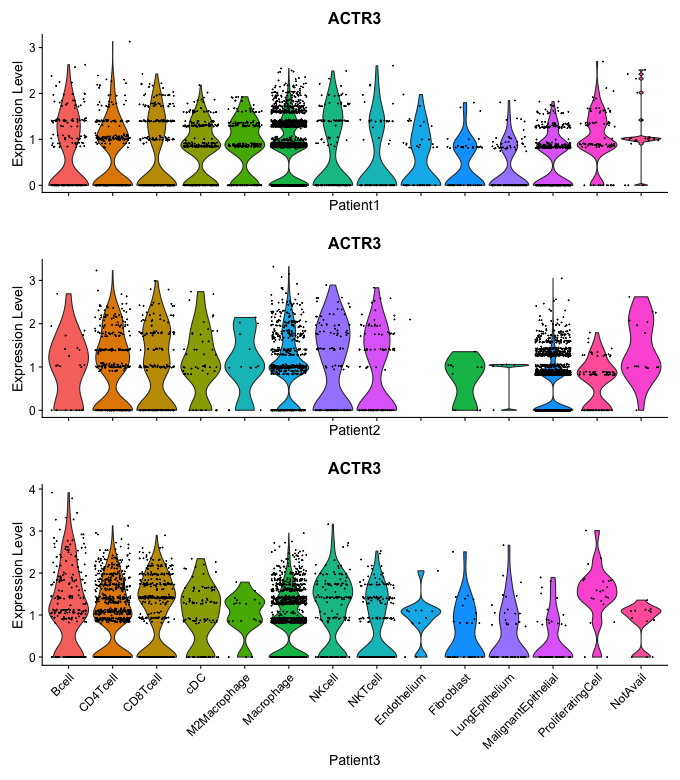 ACTR3
Expression Level
3
2
1
0
Patient1
ACTR3
Expression Level
3
2
1
0
Patient2
ACTR3
Expression Level
4
3
2
1
0
Bcell
CD4Tcell
CD8Tcell
cDC
M2Macrophage
Macrophage
NKcell
NKTcell
Endothelium
Fibroblast
LungEpithelium
MalignantEpithelial
ProliferatingCell
NotAvail
Patient3